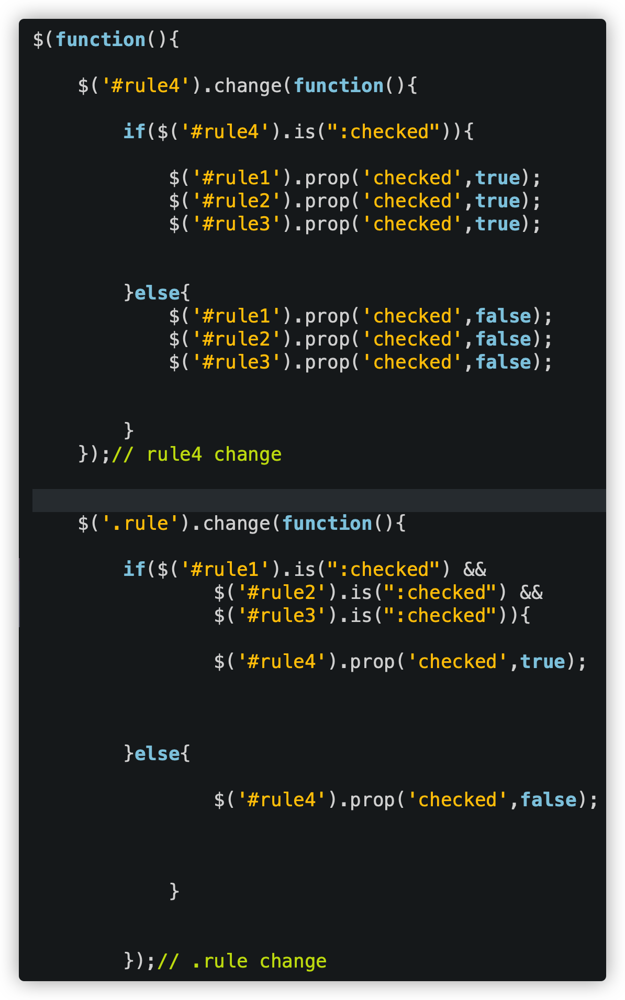 $(function(){
$('#rule4').change(function(){
if($('#rule4').is(":checked")){
$('#rule1').prop('checked',true);
$('#rule2').prop('checked',true);
$('#rule3').prop('checked',true);
}else{
$('#rule1').prop('checked',false);
$('#rule2').prop('checked',false);
$('#rule3').prop('checked',false);
}
});// rule4 change
$('.rule').change(function(){
if($('#rule1').is(":checked") &&
$('#rule2').is(":checked") &&
$('#rule3').is(":checked")){
$('#rule4').prop('checked',true);
}else{
$('#rule4').prop('checked',false);
}
});// .rule change